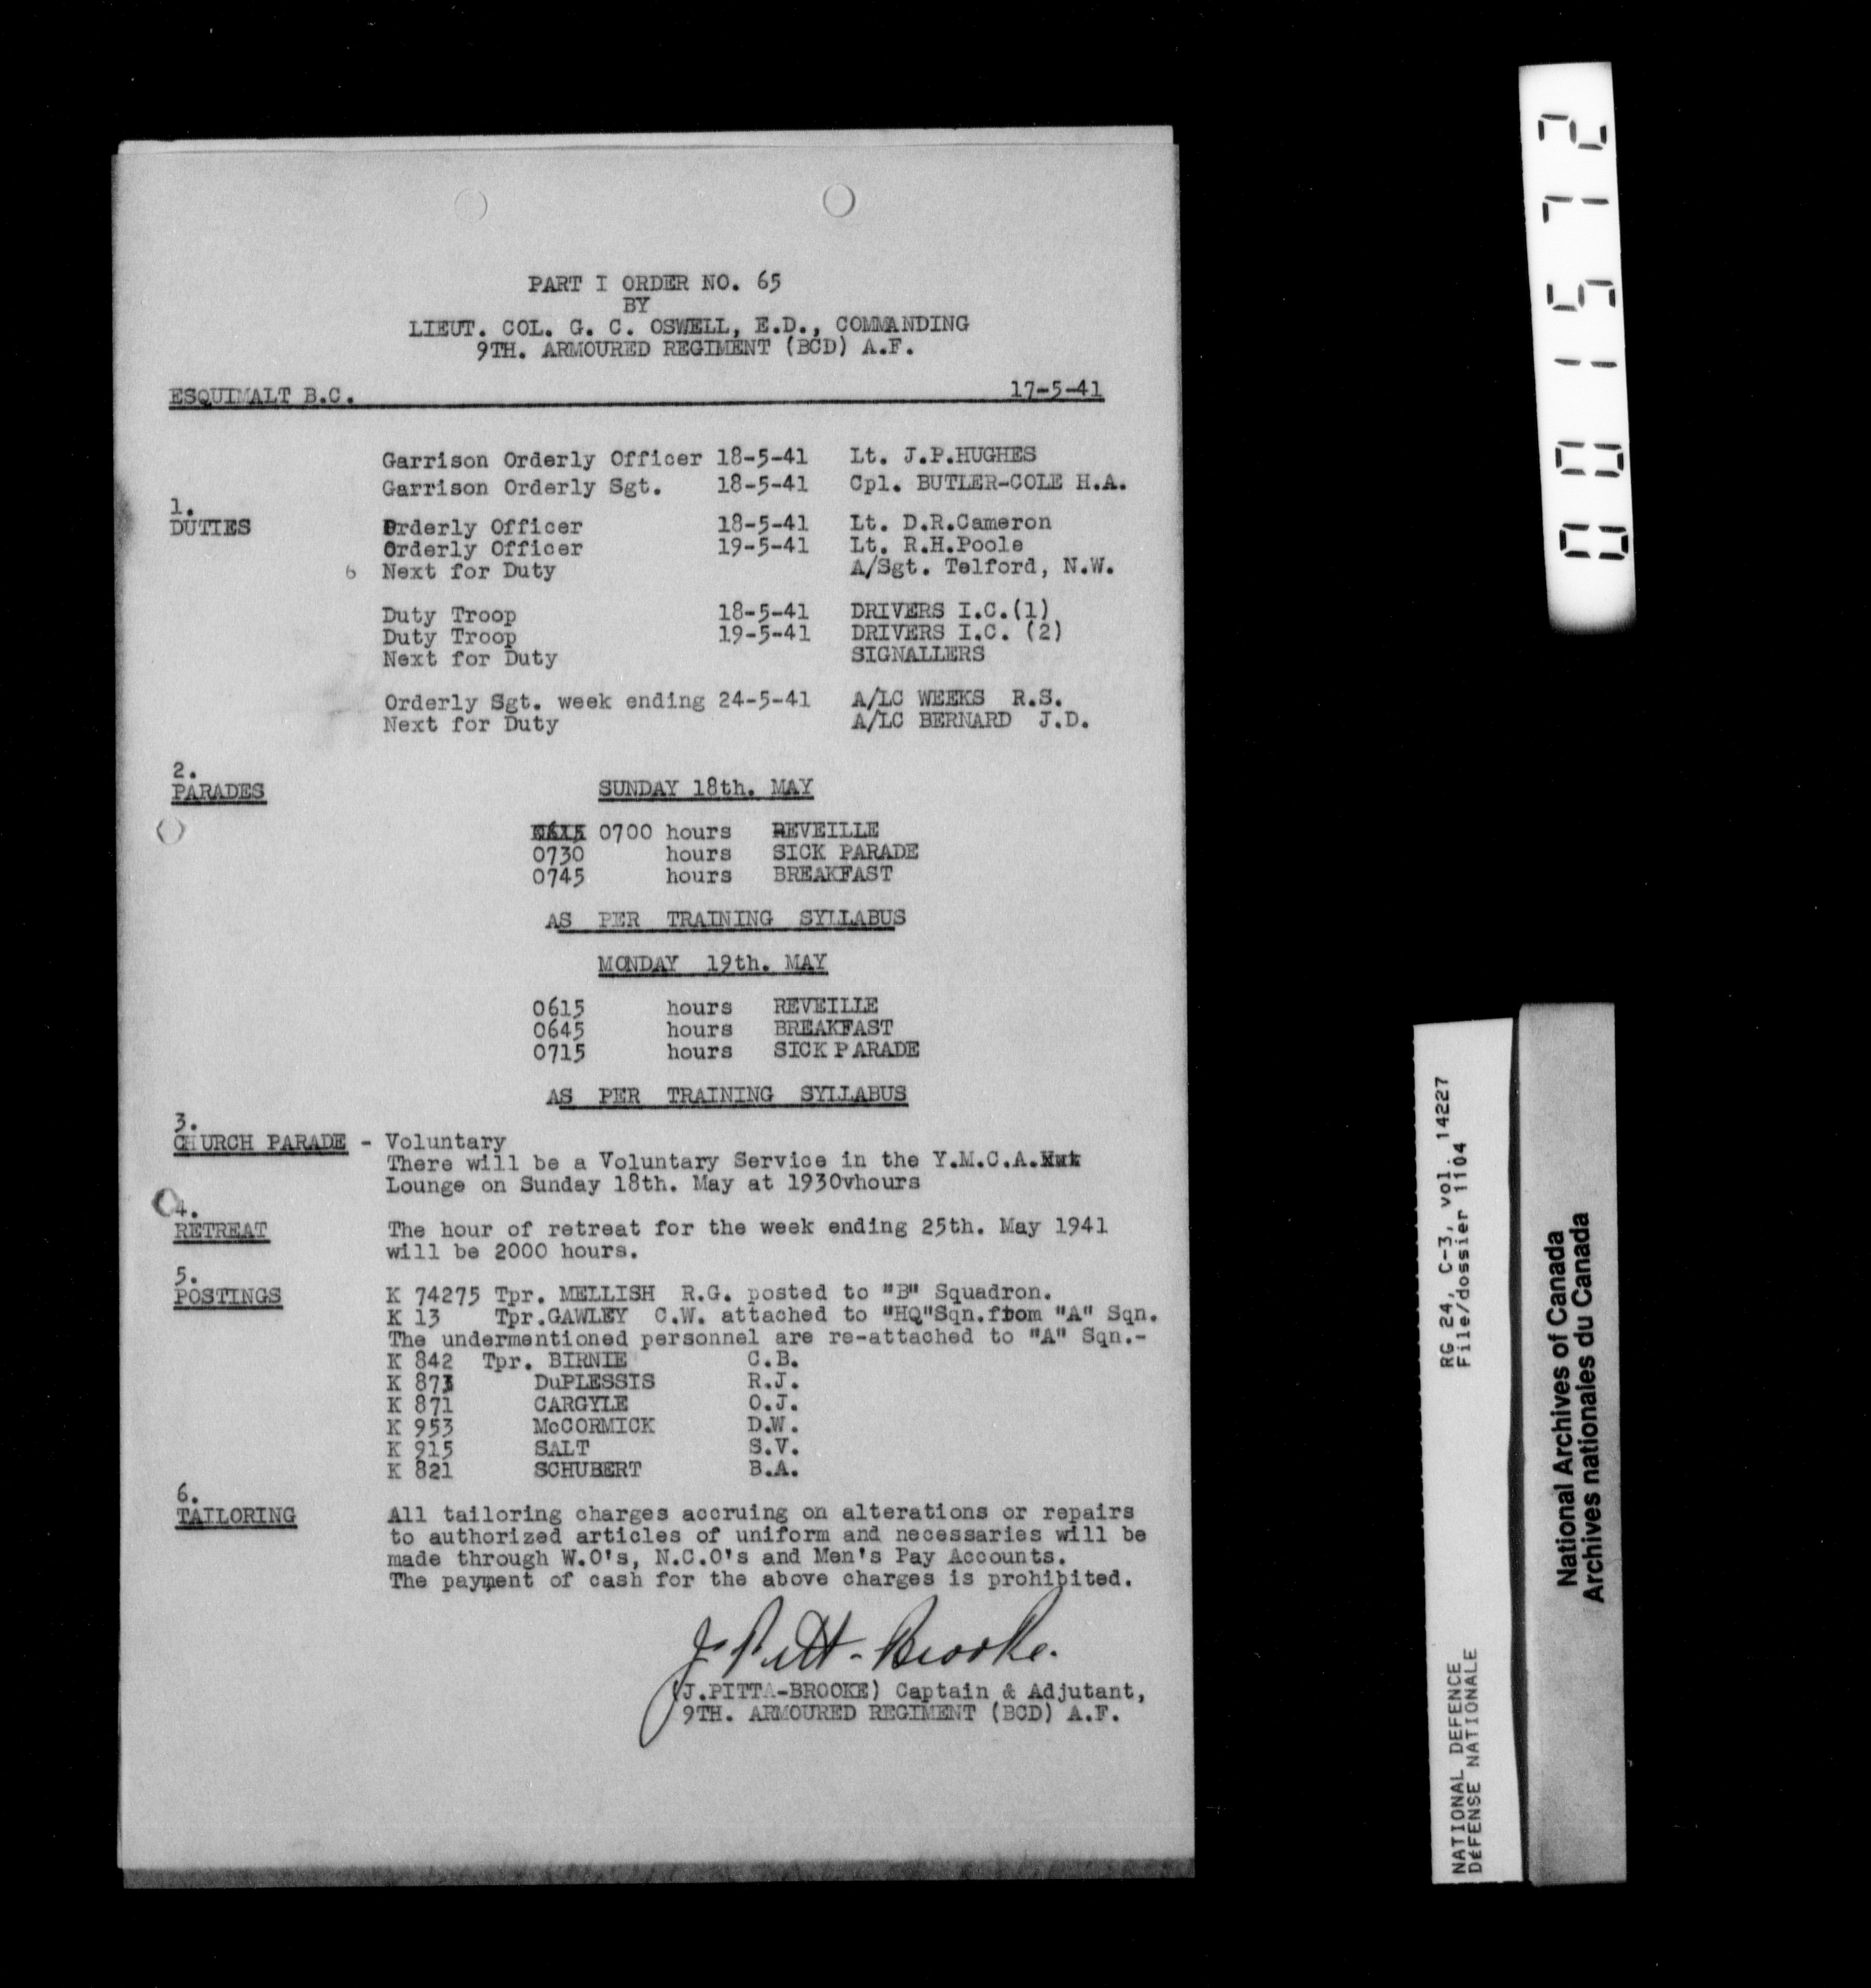 PART I ORDER NO. 65
BY
LIEUT. COL. G. C. OSWELL, E.D., COMMANDING
9TH. ARMOURED REGIMENT (BCD) A.F.
ESQUIMALT B.C. 17-5-41
Garrison Orderly Officer 18-5-41 Lt. J.P.HUGHES
Garrison Orderly Sgt. 18-5-41 Cpl. BUTLER-COLE H.A.
1.
DUTIES Orderly Officer 18-5-41 Lt. D.R.Cameron
Orderly Officer 19-5-41 Lt. R.H.Poole
6 Next for Duty A/Sgt. Telford, N.W.
Duty Troop 18-5-41 DRIVERS I.C.(1)
Duty Troop 19-5-41 DRIVERS I.C. (2)
Next for Duty SIGNALLERS
Orderly Sgt. week ending 24-5-41 A/LC WEEKS R.S.
Next for Duty A/LC BERNARD J.D.
2.
PARADES SUNDAY 18th. MAY
0700 hours REVEILLE
0730 hours SICK PARADE
0745 hours BREAKFAST
AS PER TRAINING SYLLABUS
MONDAY 19th. MAY
0615 hours REVEILLE
0645 hours BREAKFAST
0715 hours SICK PARADE
AS PER TRAINING SYLLABUS
3.
CHURCH PARADE - Voluntary
There will be a Voluntary Service in the Y.M.C.A.
Lounge on Sunday 18th. May at 1930vhours
4.
RETREAT The hour of retreat for the week ending 25th. May 1941
will be 2000 hours.
5.
POSTINGS K 74275 Tpr. MELLISH R.G. posted to "B" Squadron.
K 13 Tpr.GAWLEY C.W. attached to "HQ"Sqn.from "A" Sqn.
The undermentioned personnel are re-attached to "A" Sqn.-
K 842 Tpr. BIRNIE C.B.
K 873 DuPLESSIS R.J.
K 871 CARGYLE O.J.
K 953 McCORMICK D.W.
K 915 SALT S.V.
K 821 SCHUBERT B.A.
6.
TAILORING All tailoring charges accruing on alterations or repairs
to authorized articles of uniform and necessaries will be
made through W.O's, N.C.O's and Men's Pay Accounts.
The payment of cash for the above charges is prohibited.
J Pitt-Brooke.
(J.PITTA-BROOKE) Captain & Adjutant,
9TH. ARMOURED REGIMENT (BCD) A.F.
001572
RG 24, C-3, vol. 14227
File/dossier 1104
NATIONAL DEFENCE
DÉFENSE NATIONALE
National Archives of Canada
Archives nationales du Canada